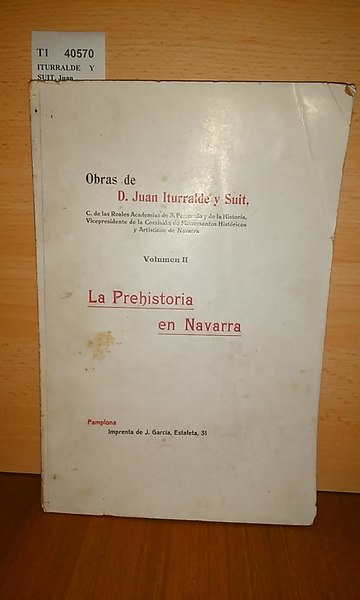 T1 40570
ITURRALDE Y
SUIT, Juan
Obras de
D. Juan Iturralde y Suit,
C. de las Reales Academias de S. Fernando y de la Historia,
Vicepresidente de la Comisión de Monumentos Históricos
y Artísticos de Navarra
Volumen II
La Prehistoria
en Navarra
Pamplona
Imprenta de J. García, Estafeta, 31